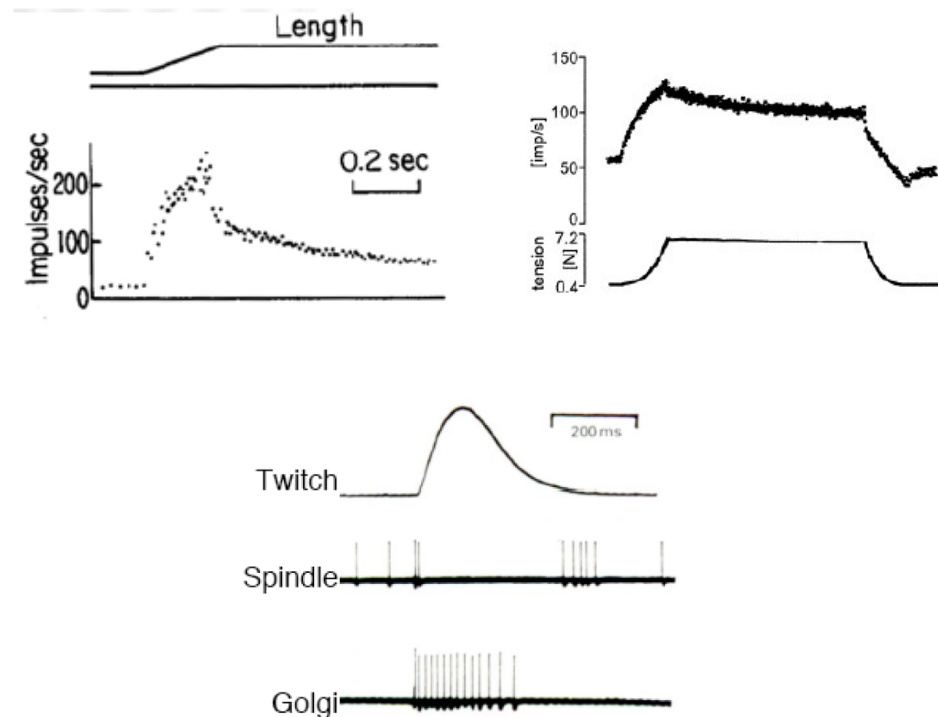 Length
Impulses/sec
200
100
0
0.2 sec
[imp/s]
150
100
50
0
tension
[N]
7.2
0.4
200 ms
Twitch
Spindle
Golgi